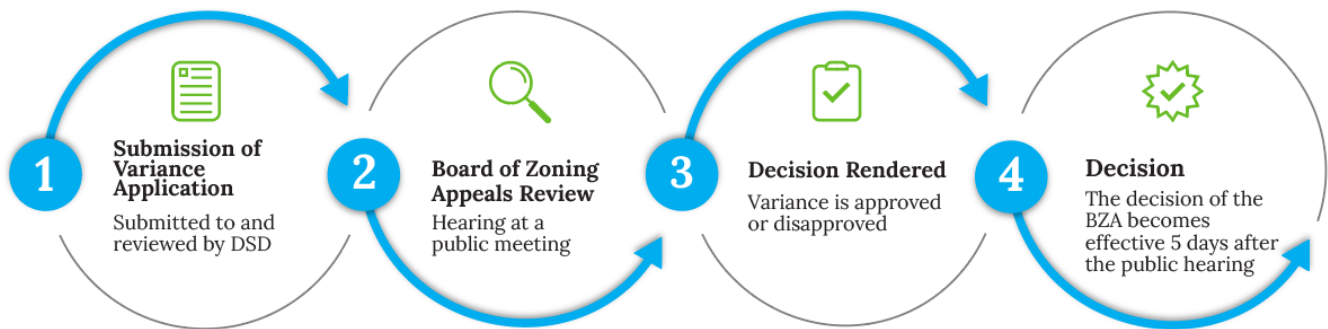 1
Submission of
Variance
Application
Submitted to and
reviewed by DSD
2
Board of Zoning
Appeals Review
Hearing at a
public meeting
3
Decision Rendered
Variance is approved
or disapproved
4
Decision
The decision of the
BZA becomes
effective 5 days after
the public hearing